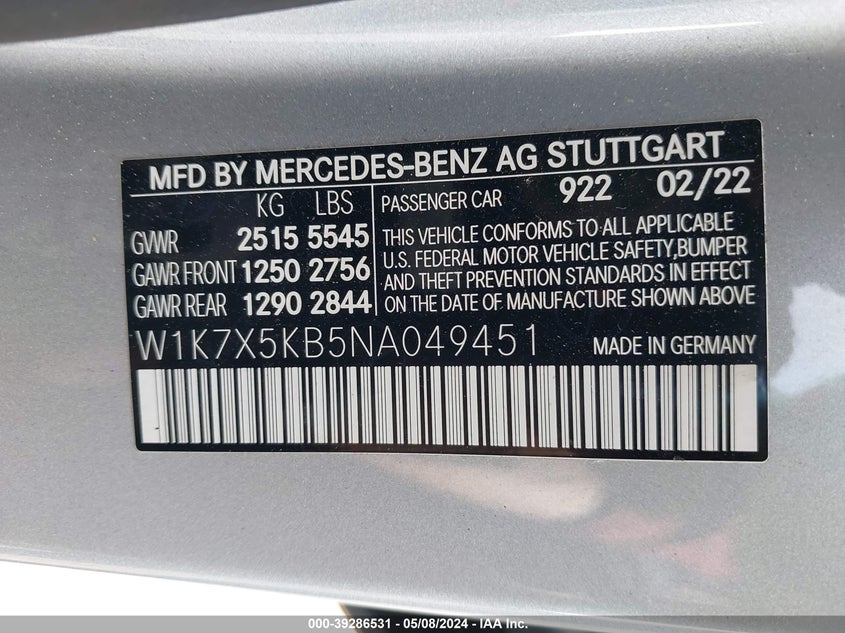 MFD BY MERCEDES-BENZ AG STUTTGART
KG LBS PASSENGER CAR 922 02/22
GVWR 2515 5545
GAWR FRONT 1250 2756
GAWR REAR 1290 2844
THIS VEHICLE CONFORMS TO ALL APPLICABLE
U.S. FEDERAL MOTOR VEHICLE SAFETY,BUMPER
AND THEFT PREVENTION STANDARDS IN EFFECT
ON THE DATE OF MANUFACTURE SHOWN ABOVE
W1K7X5KB5NA049451 MADE IN GERMANY
000-39286531 - 05/08/2024 - IAA Inc.